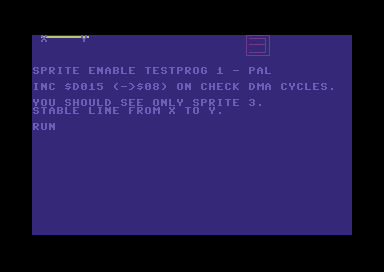 X Y
SPRITE ENABLE TESTPROG 1 - PAL
INC $D015 (->$08) ON CHECK DMA CYCLES.
YOU SHOULD SEE ONLY SPRITE 3.
STABLE LINE FROM X TO Y.
RUN